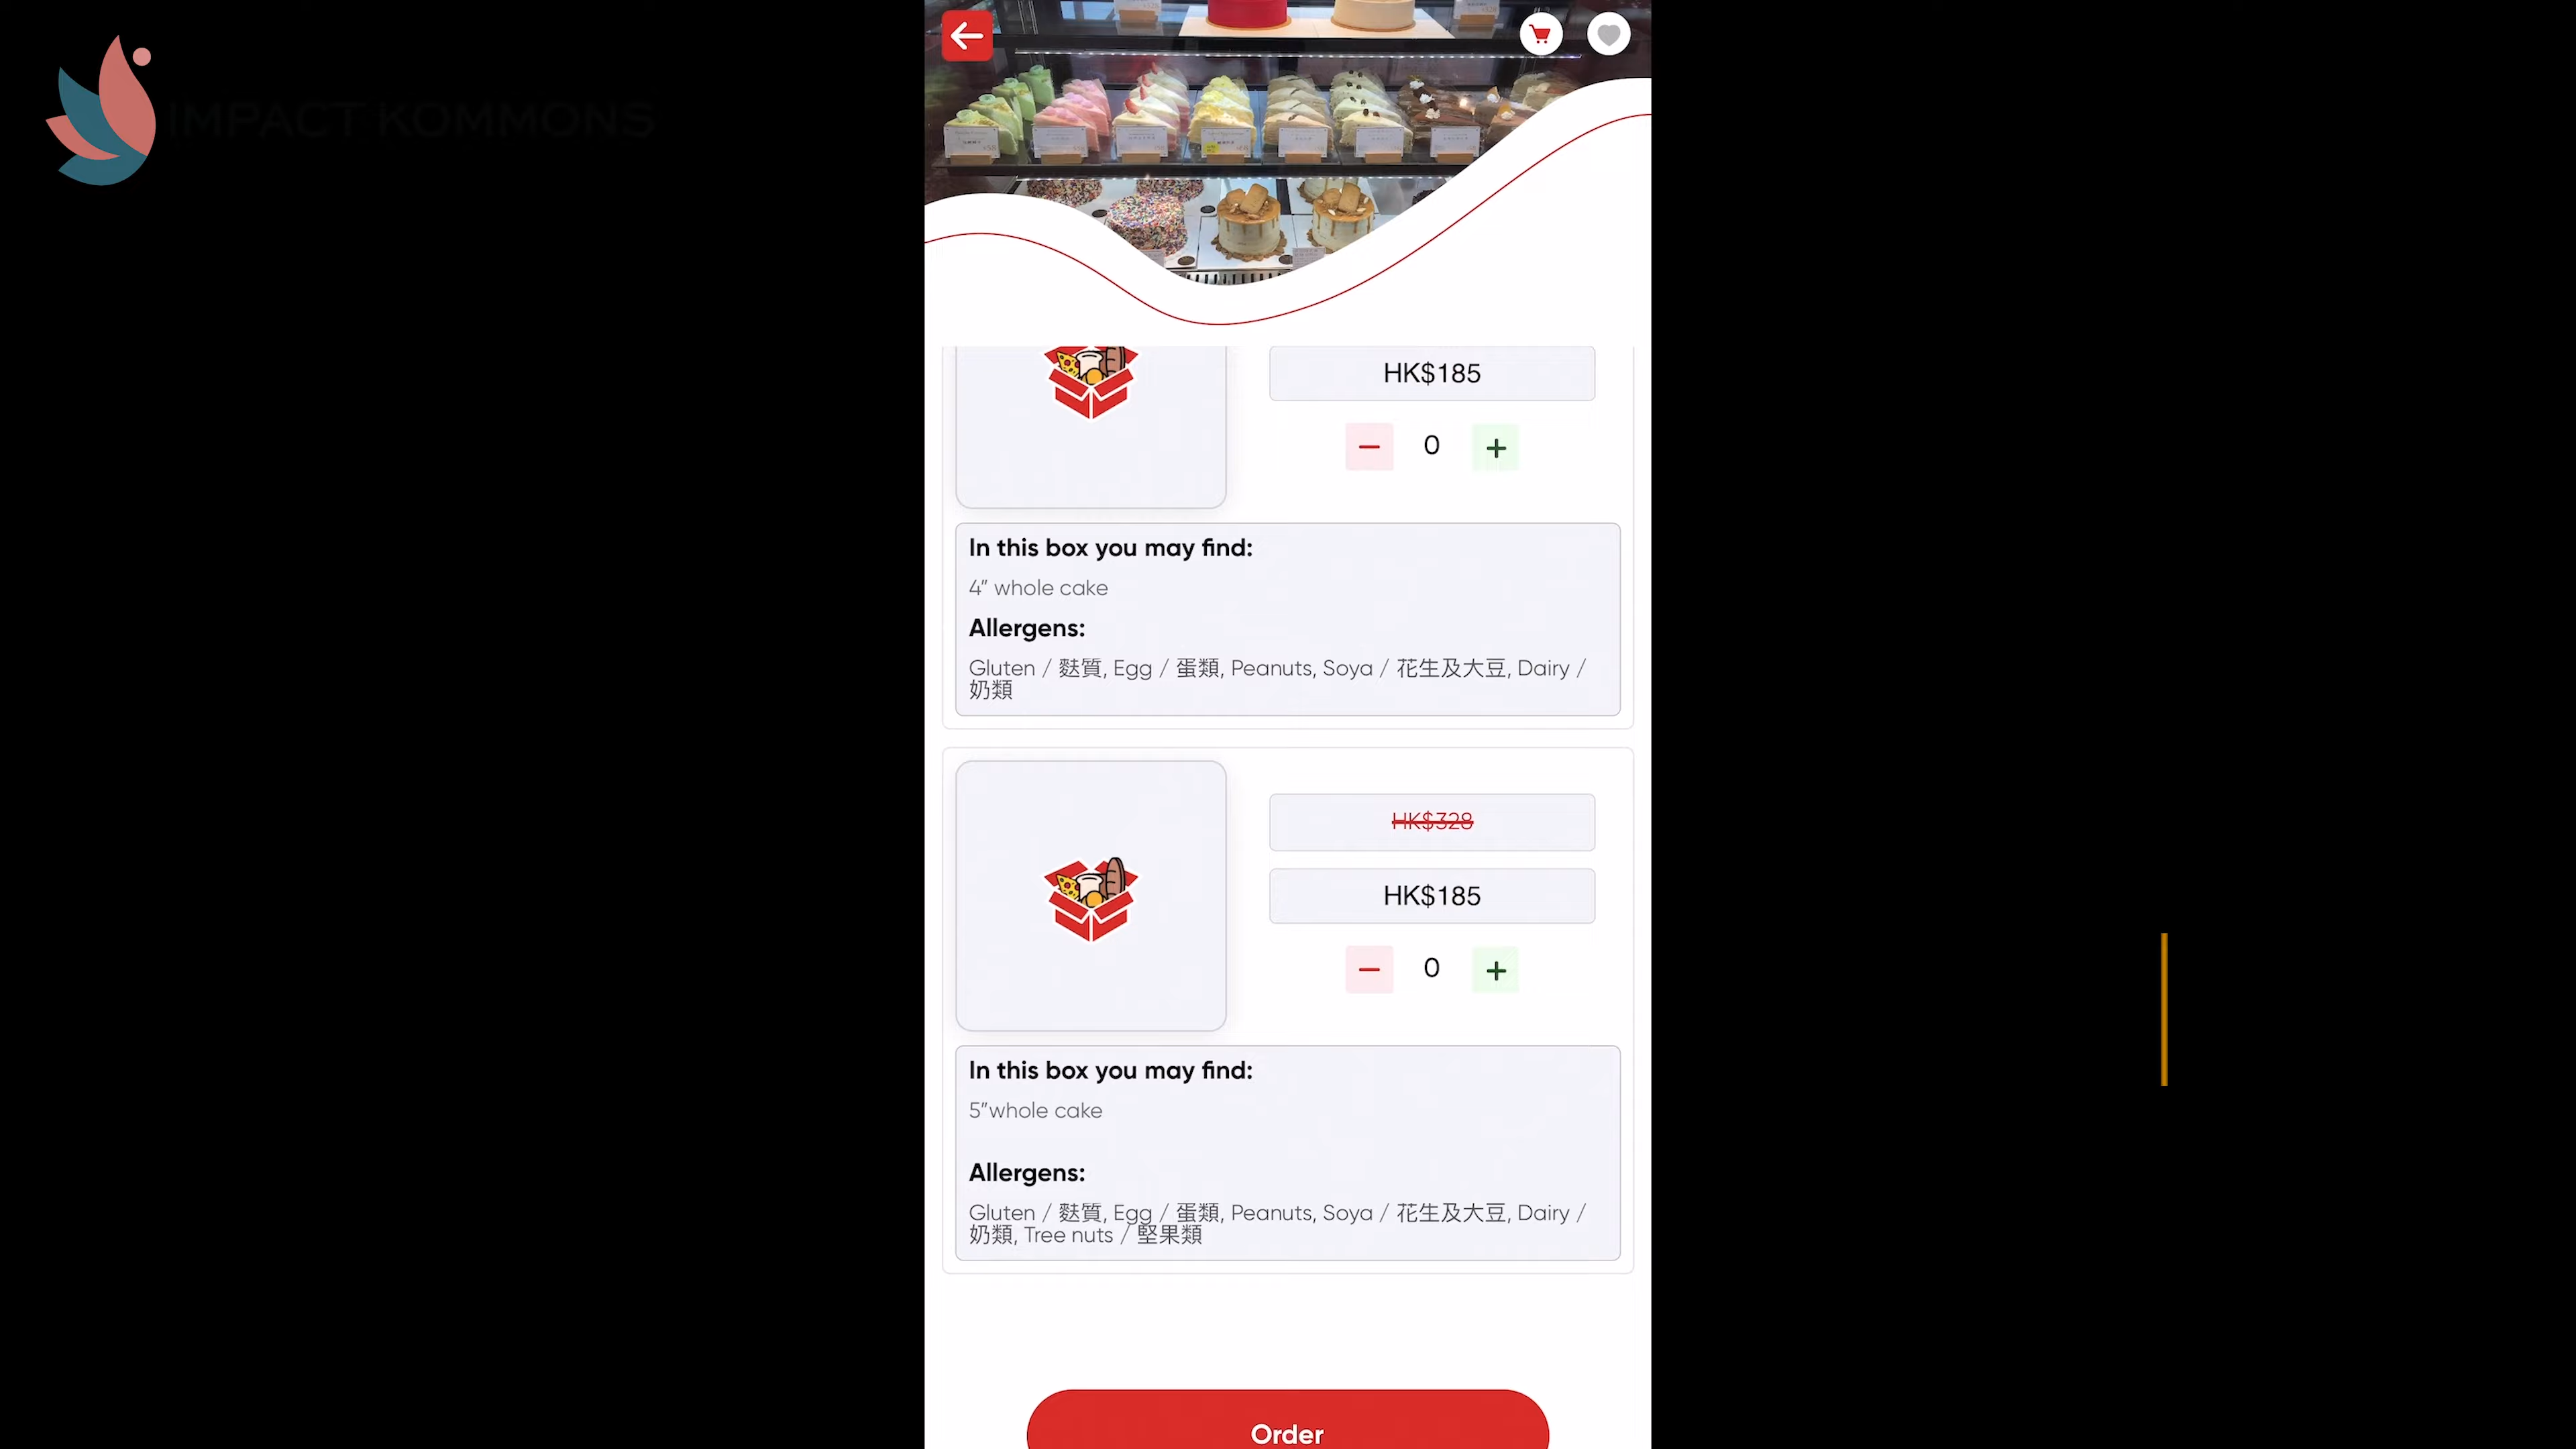 IMPACT KOMMONS
HK$185
0
In this box you may find:
4” whole cake
Allergens:
Gluten / 麩質, Egg / 蛋類, Peanuts, Soya / 花生及大豆, Dairy /
奶類
HK$328
HK$185
0
In this box you may find:
5”whole cake
Allergens:
Gluten / 麩質, Egg / 蛋類, Peanuts, Soya / 花生及大豆, Dairy /
奶類, Tree nuts / 堅果類
Order